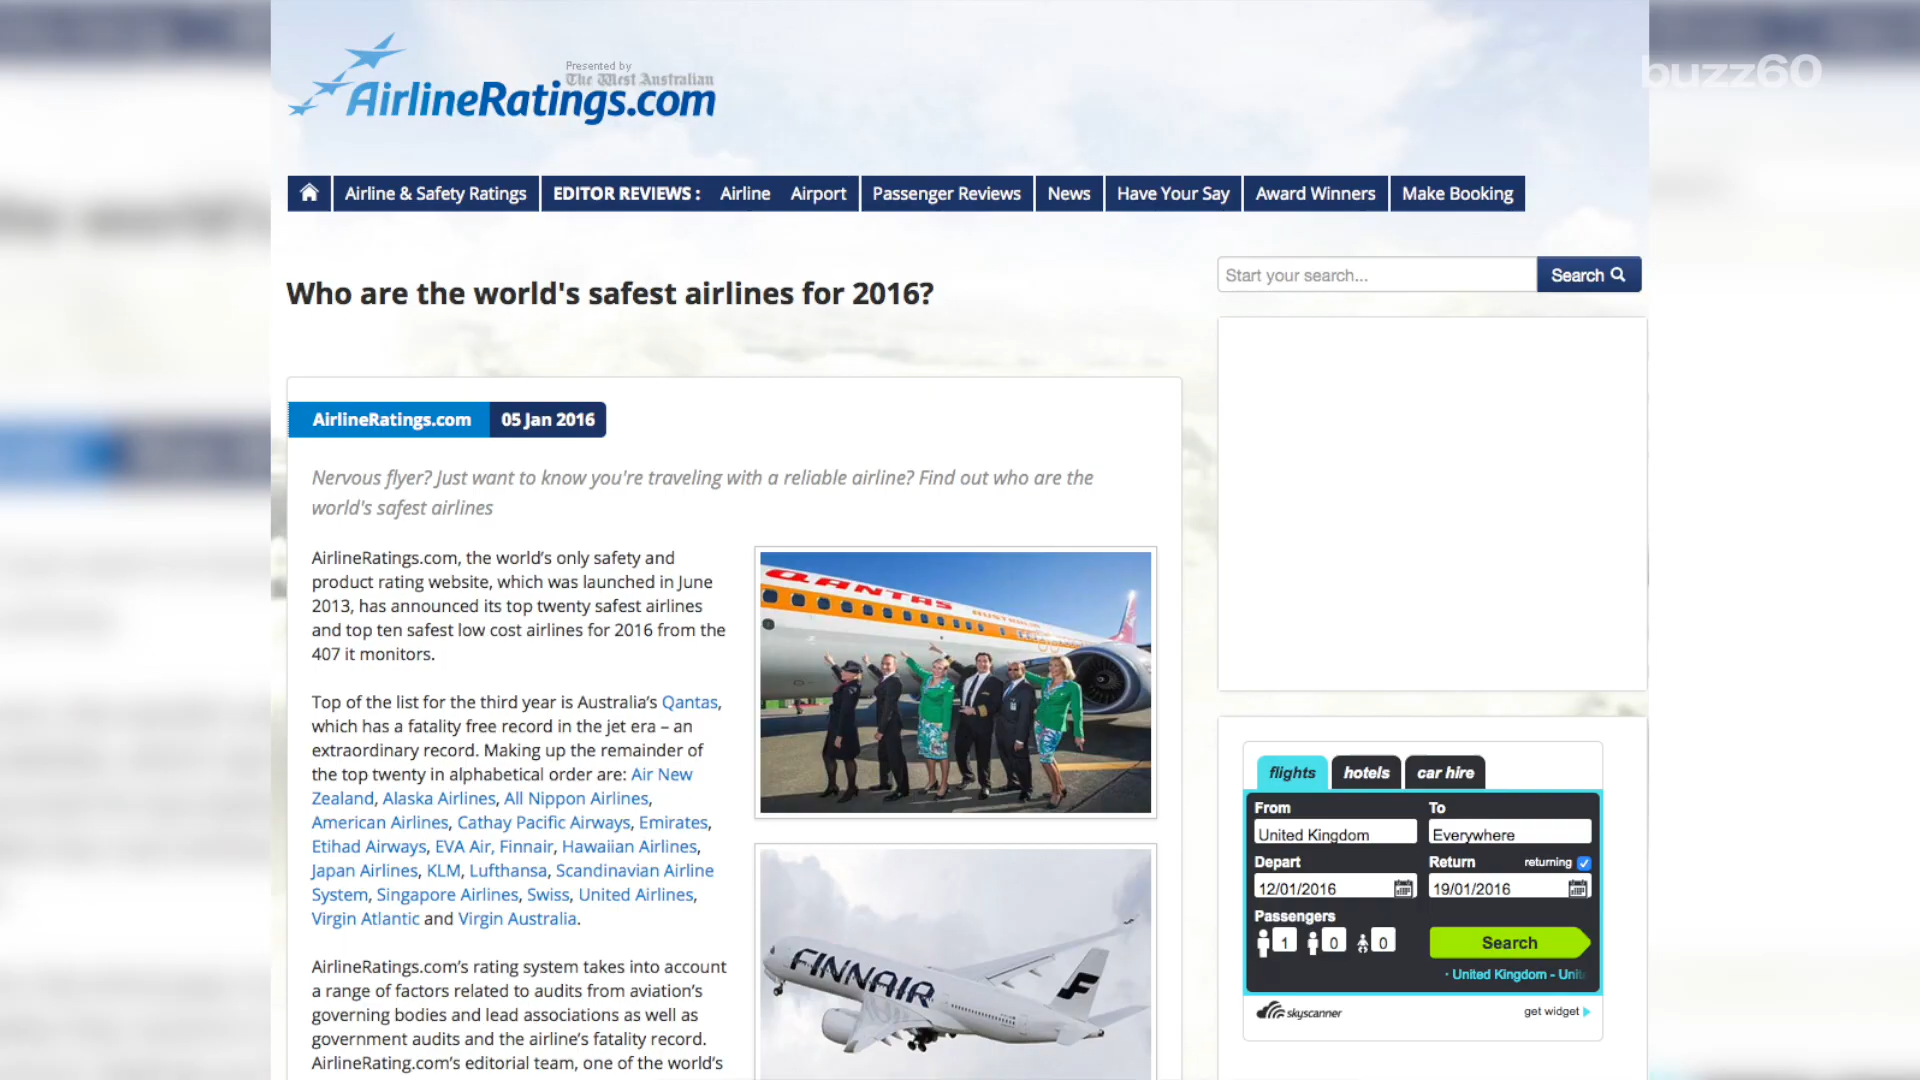 buzz60
Presented by
The West Australian
AirlineRatings.com
Airline & Safety Ratings
EDITOR REVIEWS :
Airline
Airport
Passenger Reviews
News
Have Your Say
Award Winners
Make Booking
Who are the world's safest airlines for 2016?
Start your search...
Search
AirlineRatings.com
05 Jan 2016
Nervous flyer? Just want to know you're traveling with a reliable airline? Find out who are the
world's safest airlines
AirlineRatings.com, the world’s only safety and
product rating website, which was launched in June
2013, has announced its top twenty safest airlines
and top ten safest low cost airlines for 2016 from the
407 it monitors.
Top of the list for the third year is Australia’s Qantas,
which has a fatality free record in the jet era – an
extraordinary record. Making up the remainder of
the top twenty in alphabetical order are: Air New
Zealand, Alaska Airlines, All Nippon Airlines,
American Airlines, Cathay Pacific Airways, Emirates,
Etihad Airways, EVA Air, Finnair, Hawaiian Airlines,
Japan Airlines, KLM, Lufthansa, Scandinavian Airline
System, Singapore Airlines, Swiss, United Airlines,
Virgin Atlantic and Virgin Australia.
AirlineRatings.com’s rating system takes into account
a range of factors related to audits from aviation’s
governing bodies and lead associations as well as
government audits and the airline’s fatality record.
AirlineRating.com’s editorial team, one of the world’s
QANTAS
AUSTRALIA
FINNAIR
F
flights
hotels
car hire
From
To
United Kingdom
Everywhere
Depart
Return
returning
12/01/2016
19/01/2016
Passengers
1
0
0
Search
· United Kingdom - Unit
skyscanner
get widget